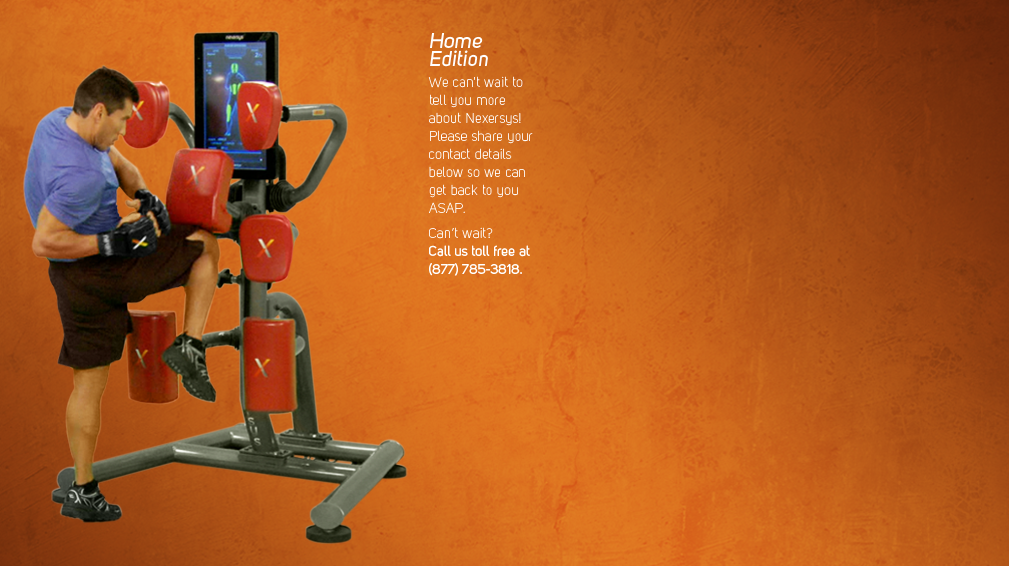 nexersys
Home
Edition
We can't wait to
tell you more
about Nexersys!
Please share your
contact details
below so we can
get back to you
ASAP.
Can't wait?
Call us toll free at
(877) 785-3818.